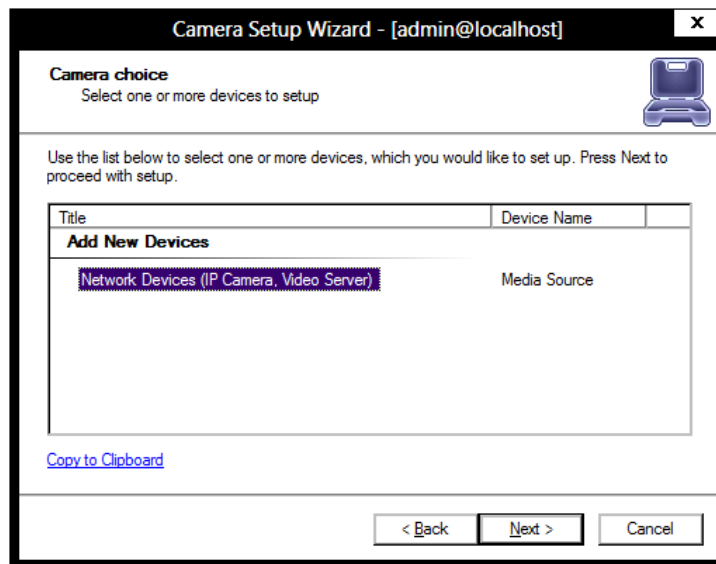 Camera Setup Wizard - [admin@localhost]
X
Camera choice
Select one or more devices to setup
Use the list below to select one or more devices, which you would like to set up. Press Next to
proceed with setup.
Title Device Name
Add New Devices
Network Devices (IP Camera, Video Server) Media Source
Copy to Clipboard
< Back Next > Cancel